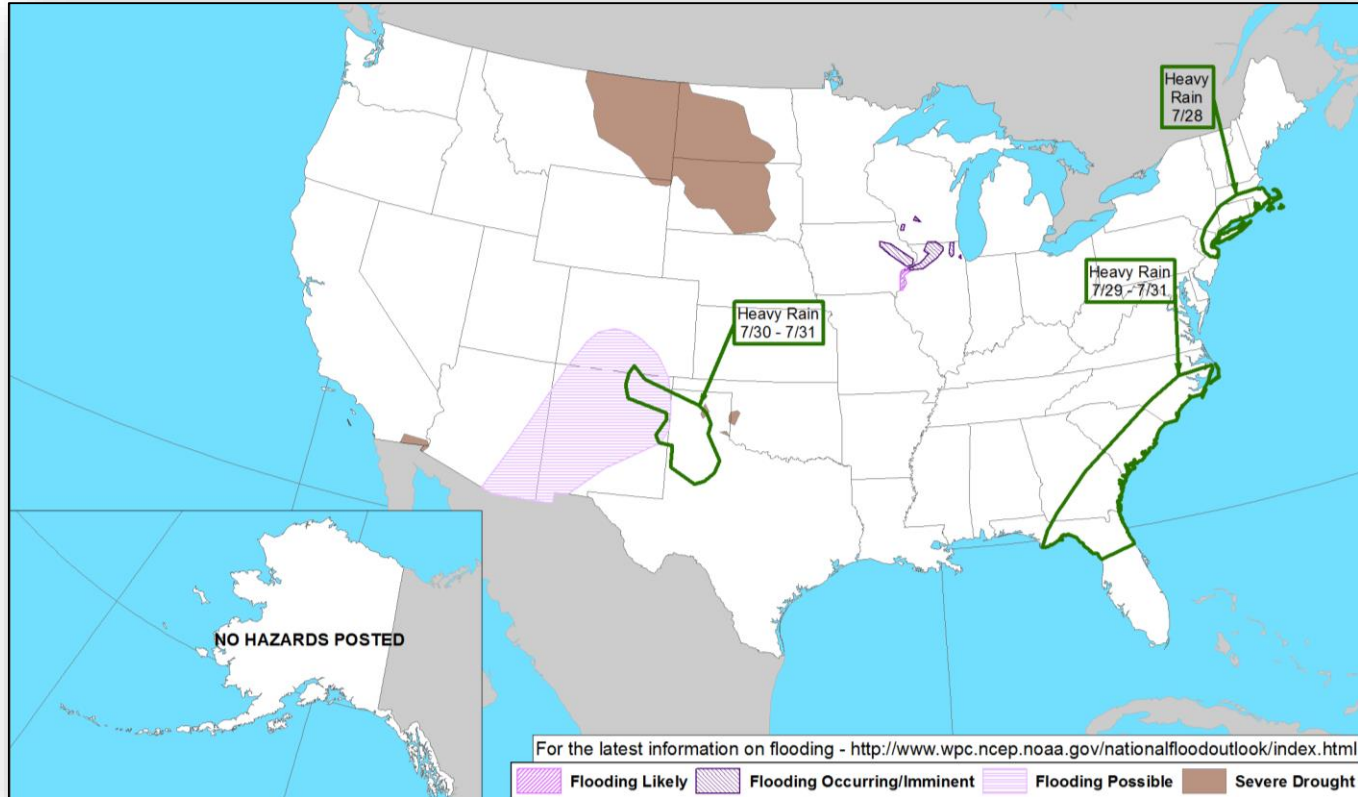 Heavy
Rain
7/28
Heavy Rain
7/29 - 7/31
Heavy Rain
7/30 - 7/31
NO HAZARDS POSTED
For the latest information on flooding - http://www.wpc.ncep.noaa.gov/nationalfloodoutlook/index.html
Flooding Likely Flooding Occurring/Imminent Flooding Possible Severe Drought